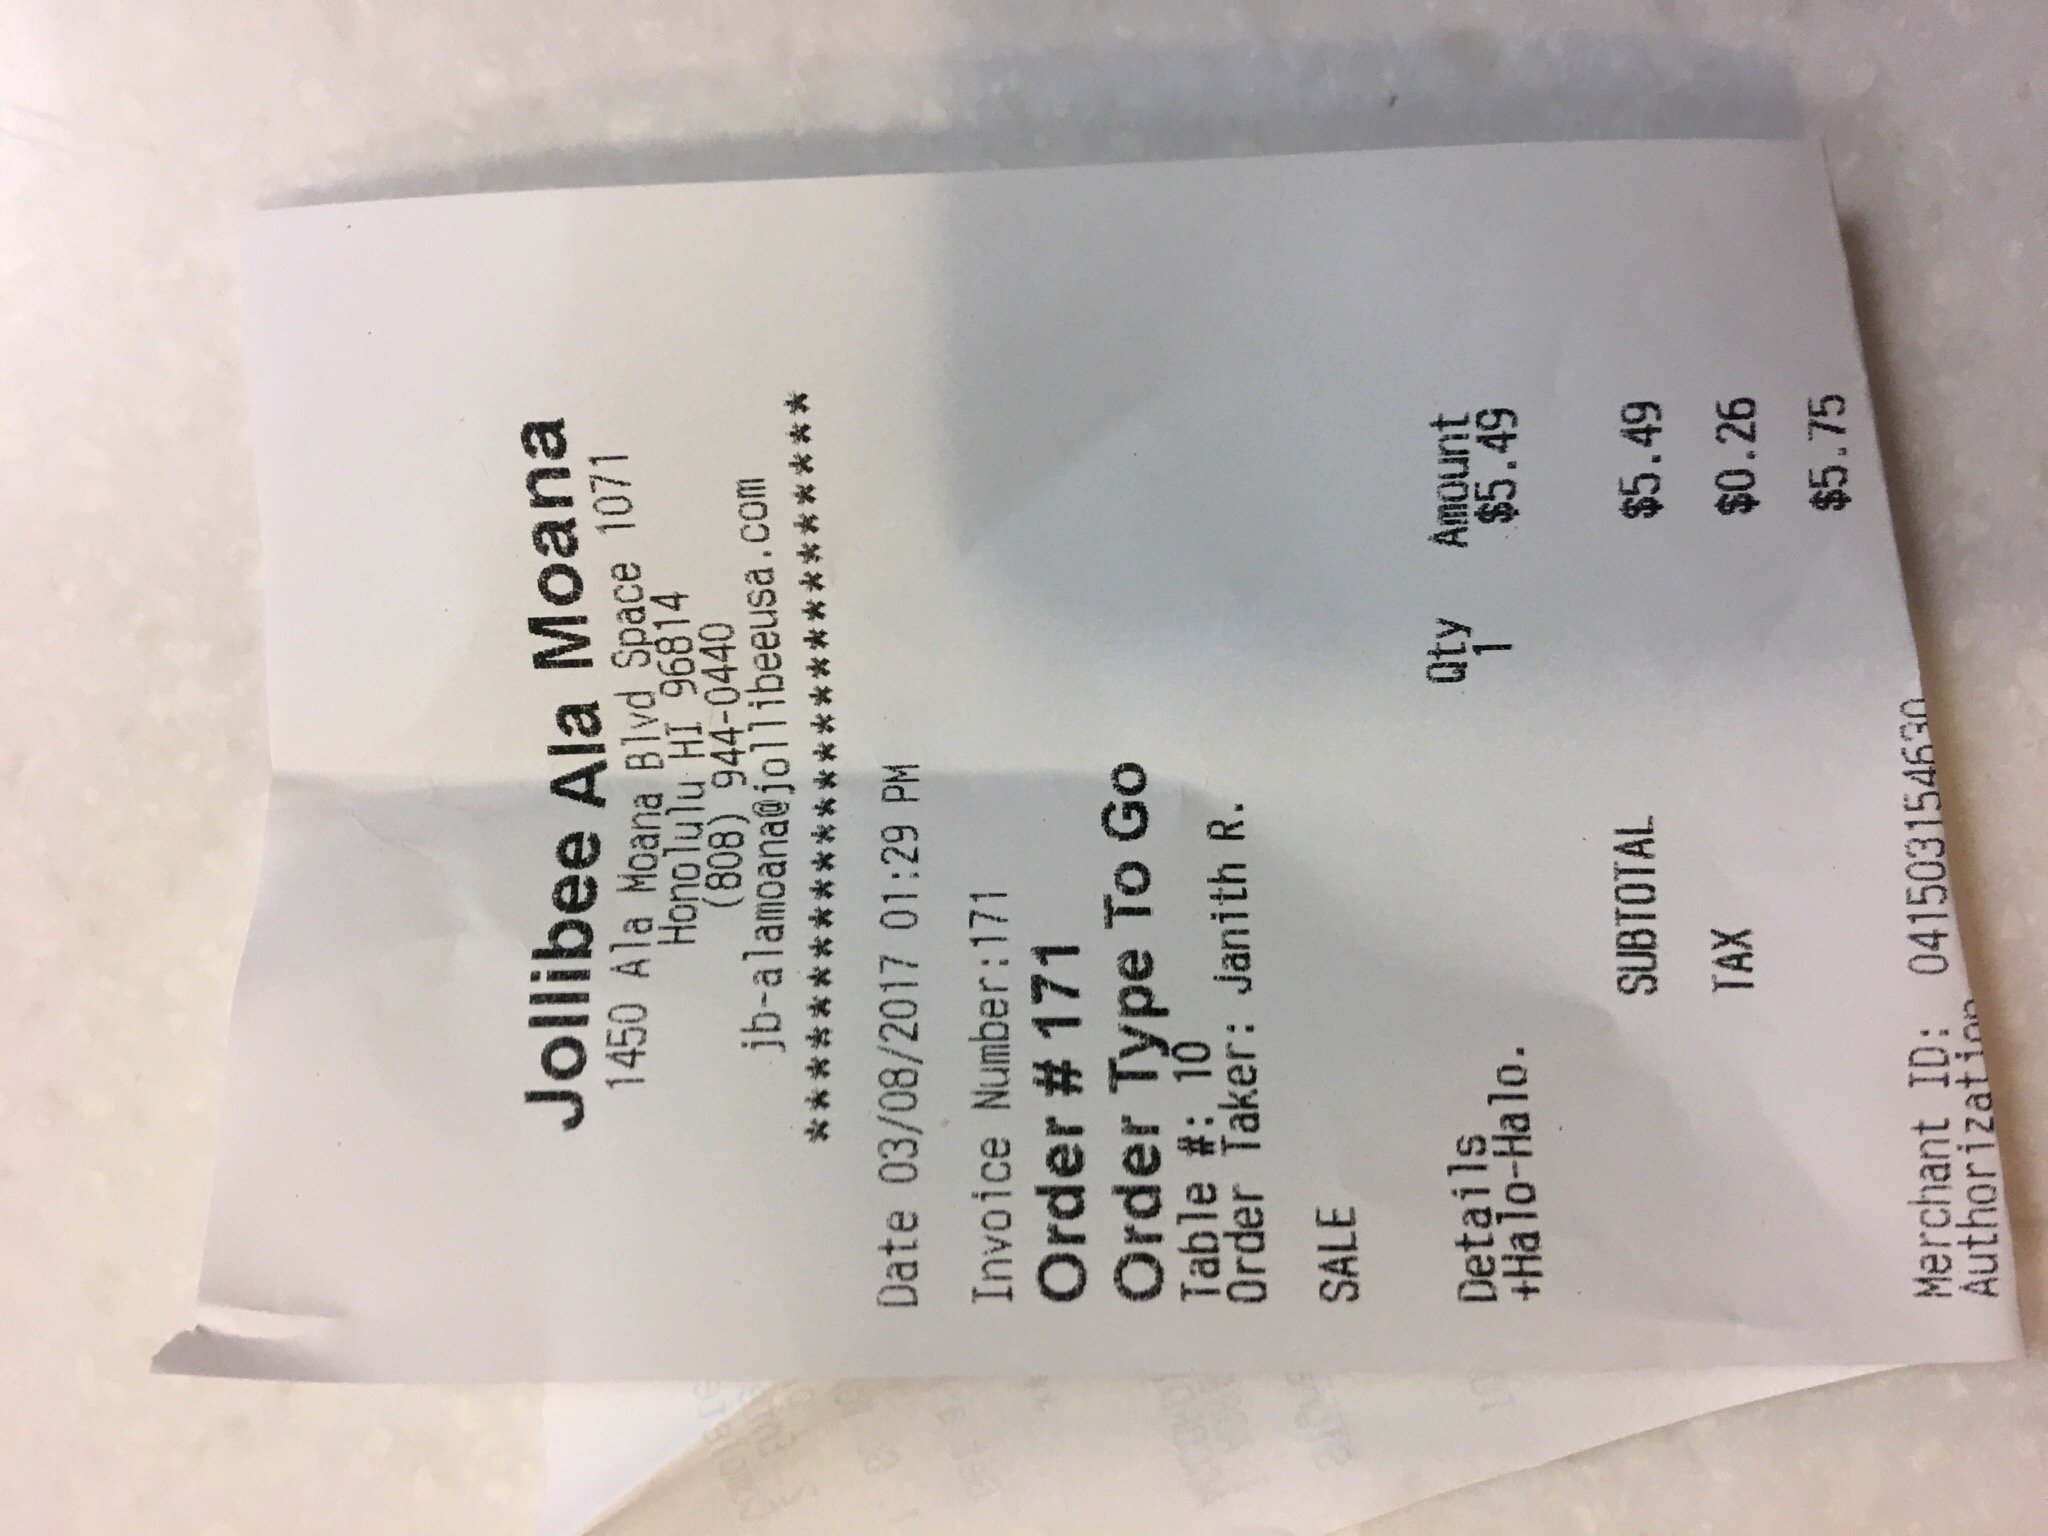 Jollibee Ala Moana
1450 Ala Moana Blvd Space 1071
Honolulu HI 96814
(808) 944-0440
jb-alamoana@jollibeeusa.com
***********************************
Date 03/08/2017 01:29 PM
Invoice Number:171
Order # 171
Order Type To Go
Table #: 10
Order Taker: Janith R.
SALE
Details Qty Amount
+Halo-Halo. 1 $5.49
SUBTOTAL $5.49
TAX $0.26
$5.75
Merchant ID: 041503154630
Authorization